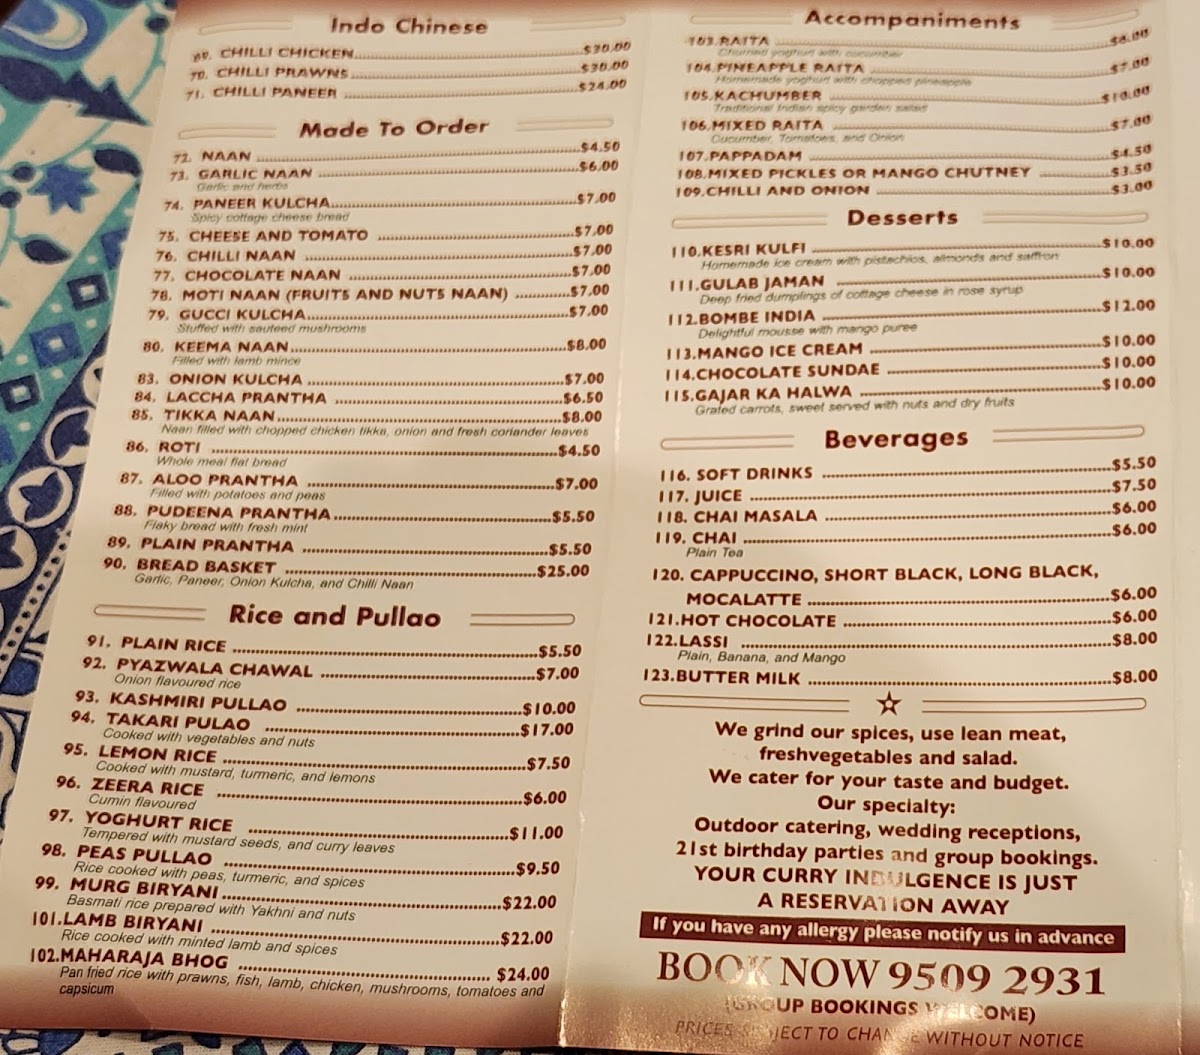 Indo Chinese
69. CHILLI CHICKEN $30.00
70. CHILLI PRAWNS $30.00
71. CHILLI PANEER $24.00
Made To Order
72. NAAN $4.50
73. GARLIC NAAN $6.00
Garlic and herbs
74. PANEER KULCHA $7.00
Spicy cottage cheese bread
75. CHEESE AND TOMATO $7.00
76. CHILLI NAAN $7.00
77. CHOCOLATE NAAN $7.00
78. MOTI NAAN (FRUITS AND NUTS NAAN) $7.00
79. GUCCI KULCHA $7.00
Stuffed with sauteed mushrooms
80. KEEMA NAAN $8.00
Filled with lamb mince
83. ONION KULCHA $7.00
84. LACCHA PRANTHA $6.50
85. TIKKA NAAN $8.00
Naan filled with chopped chicken tikka, onion and fresh coriander leaves
86. ROTI $4.50
Whole meal flat bread
87. ALOO PRANTHA $7.00
Filled with potatoes and peas
88. PUDEENA PRANTHA $5.50
Flaky bread with fresh mint
89. PLAIN PRANTHA $5.50
90. BREAD BASKET $25.00
Garlic, Paneer, Onion Kulcha, and Chilli Naan
Rice and Pullao
91. PLAIN RICE $5.50
92. PYAZWALA CHAWAL $7.00
Onion flavoured rice
93. KASHMIRI PULLAO $10.00
94. TAKARI PULAO $17.00
Cooked with vegetables and nuts
95. LEMON RICE $7.50
Cooked with mustard, turmeric, and lemons
96. ZEERA RICE $6.00
Cumin flavoured
97. YOGHURT RICE $11.00
Tempered with mustard seeds, and curry leaves
98. PEAS PULLAO $9.50
Rice cooked with peas, turmeric, and spices
99. MURG BIRYANI $22.00
Basmati rice prepared with Yakhni and nuts
101.LAMB BIRYANI $22.00
Rice cooked with minted lamb and spices
102.MAHARAJA BHOG $24.00
Pan fried rice with prawns, fish, lamb, chicken, mushrooms, tomatoes and
capsicum
Accompaniments
103.RAITA $6.00
Churned yoghurt with cucumber
104.PINEAPPLE RAITA $7.00
Homemade yoghurt with chopped pineapple
105.KACHUMBER $10.00
Traditional Indian spicy garden salad
106.MIXED RAITA $7.00
Cucumber, Tomatoes, and Onion
107.PAPPADAM $4.50
108.MIXED PICKLES OR MANGO CHUTNEY $3.50
109.CHILLI AND ONION $3.00
Desserts
110.KESRI KULFI $10.00
Homemade ice cream with pistachios, almonds and saffron
111.GULAB JAMAN $10.00
Deep fried dumplings of cottage cheese in rose syrup
112.BOMBE INDIA $12.00
Delightful mousse with mango puree
113.MANGO ICE CREAM $10.00
114.CHOCOLATE SUNDAE $10.00
115.GAJAR KA HALWA $10.00
Grated carrots, sweet served with nuts and dry fruits
Beverages
116. SOFT DRINKS $5.50
117. JUICE $7.50
118. CHAI MASALA $6.00
119. CHAI $6.00
Plain Tea
120. CAPPUCCINO, SHORT BLACK, LONG BLACK,
MOCALATTE $6.00
121.HOT CHOCOLATE $6.00
122.LASSI $8.00
Plain, Banana, and Mango
123.BUTTER MILK $8.00
We grind our spices, use lean meat,
freshvegetables and salad.
We cater for your taste and budget.
Our specialty:
Outdoor catering, wedding receptions,
21st birthday parties and group bookings.
YOUR CURRY INDULGENCE IS JUST
A RESERVATION AWAY
If you have any allergy please notify us in advance
BOOK NOW 9509 2931
(GROUP BOOKINGS WELCOME)
PRICES SUBJECT TO CHANGE WITHOUT NOTICE